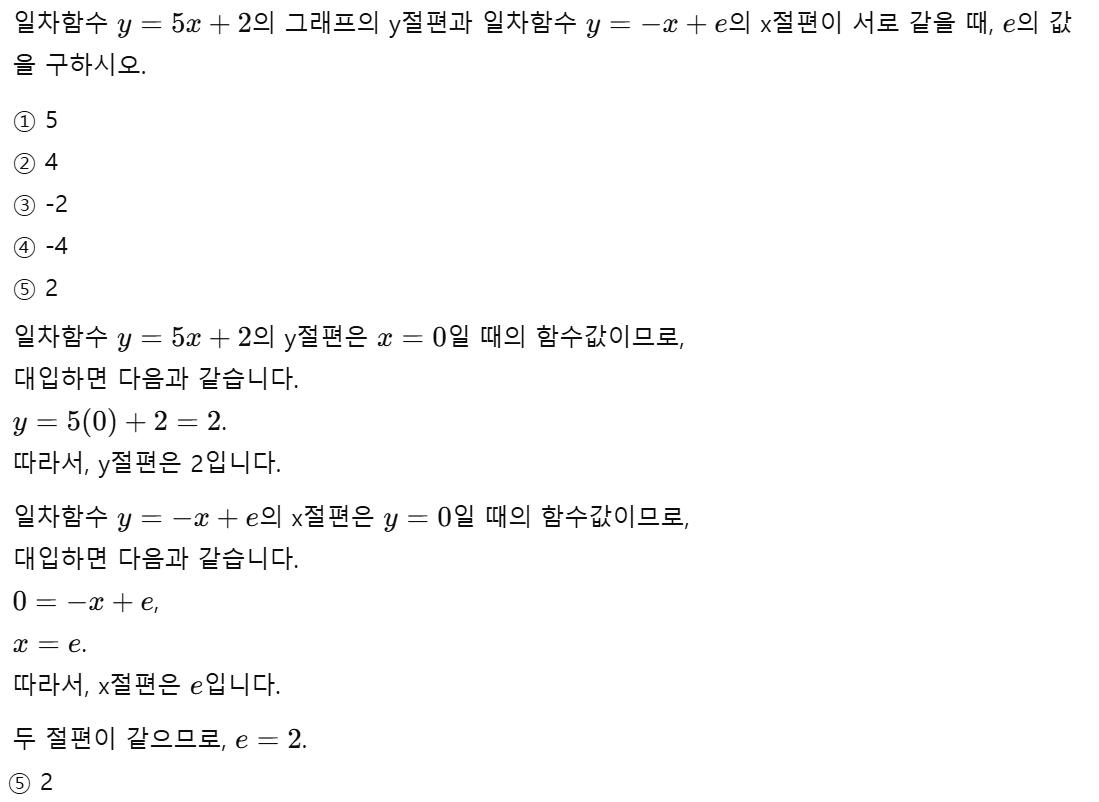 일차함수 y = 5x + 2의 그래프의 y절편과 일차함수 y = −x + e의 x절편이 서로 같을 때, e의 값
을 구하시오.
① 5
② 4
③ -2
④ -4
⑤ 2
일차함수 y = 5x + 2의 y절편은 x = 0일 때의 함수값이므로,
대입하면 다음과 같습니다.
y = 5(0) + 2 = 2.
따라서, y절편은 2입니다.
일차함수 y = −x + e의 x절편은 y = 0일 때의 함수값이므로,
대입하면 다음과 같습니다.
0 = −x + e,
x = e.
따라서, x절편은 e입니다.
두 절편이 같으므로, e = 2.
⑤ 2